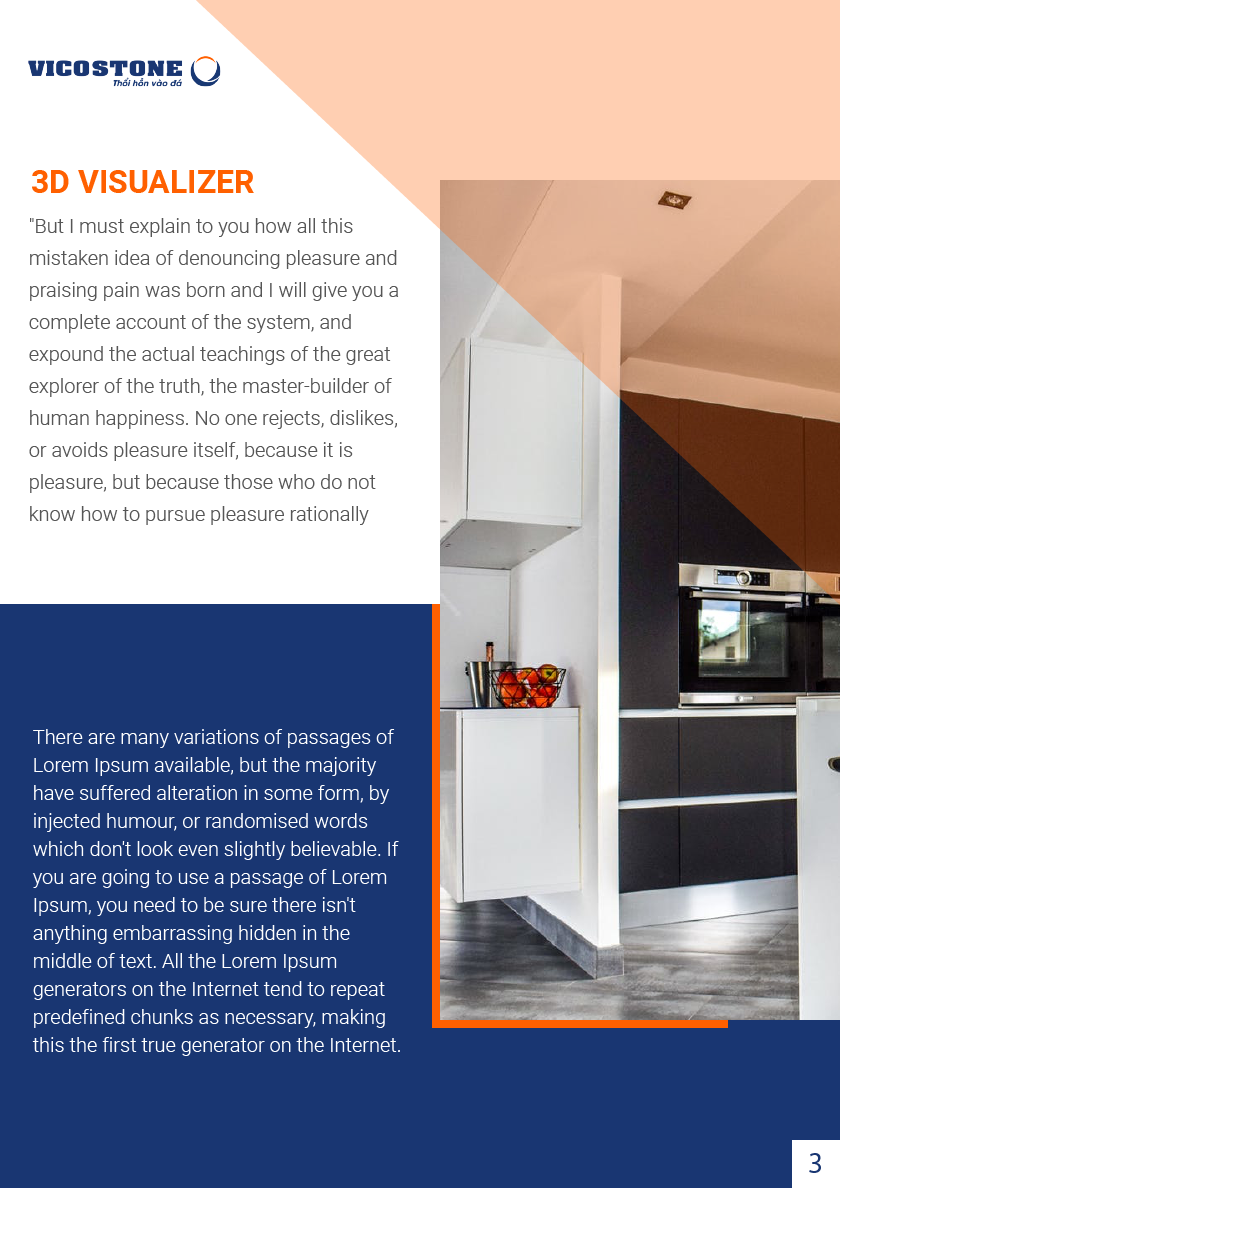 VICOSTONE
Thổi hồn vào đá
3D VISUALIZER
"But I must explain to you how all this
mistaken idea of denouncing pleasure and
praising pain was born and I will give you a
complete account of the system, and
expound the actual teachings of the great
explorer of the truth, the master-builder of
human happiness. No one rejects, dislikes,
or avoids pleasure itself, because it is
pleasure, but because those who do not
know how to pursue pleasure rationally
There are many variations of passages of
Lorem Ipsum available, but the majority
have suffered alteration in some form, by
injected humour, or randomised words
which don't look even slightly believable. If
you are going to use a passage of Lorem
Ipsum, you need to be sure there isn't
anything embarrassing hidden in the
middle of text. All the Lorem Ipsum
generators on the Internet tend to repeat
predefined chunks as necessary, making
this the first true generator on the Internet.
3